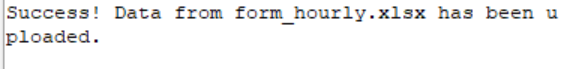 Success! Data from form_hourly.xlsx has been u
ploaded.